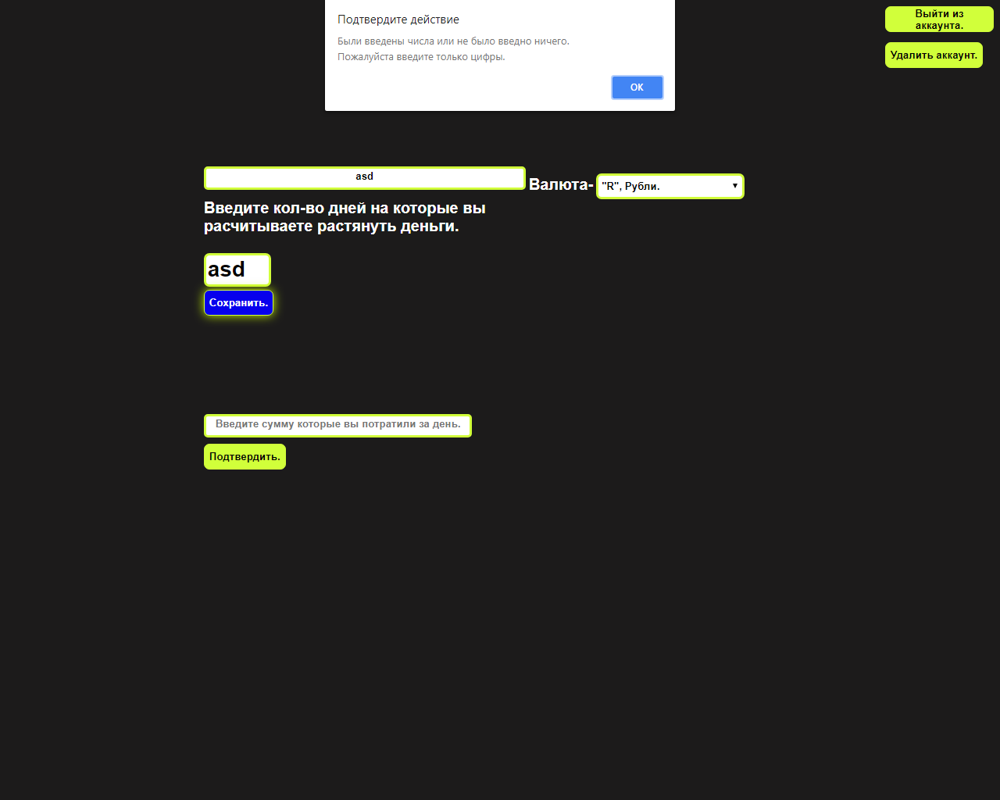 Подтвердите действие
Были введены числа или не было введно ничего.
Пожалуйста введите только цифры.
ОК
Выйти из
аккаунта.
Удалить аккаунт.
asd
Валюта-
"R", Рубли.
Введите кол-во дней на которые вы
расчитываете растянуть деньги.
asd
Сохранить.
Введите сумму которые вы потратили за день.
Подтвердить.